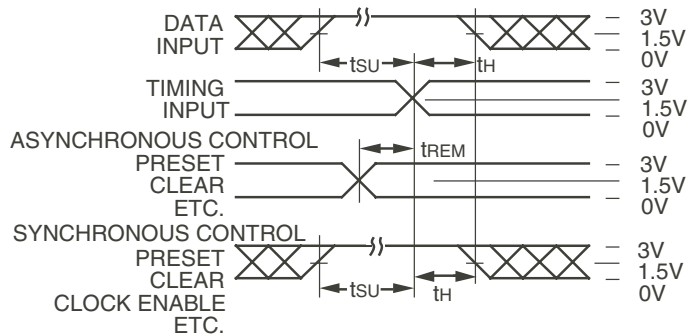 DATA INPUT
3V
1.5V
0V
tSU
tH
TIMING INPUT
3V
1.5V
0V
ASYNCHRONOUS CONTROL
PRESET
CLEAR
ETC.
tREM
3V
1.5V
0V
SYNCHRONOUS CONTROL
PRESET
CLEAR
CLOCK ENABLE
ETC.
tSU
tH
3V
1.5V
0V